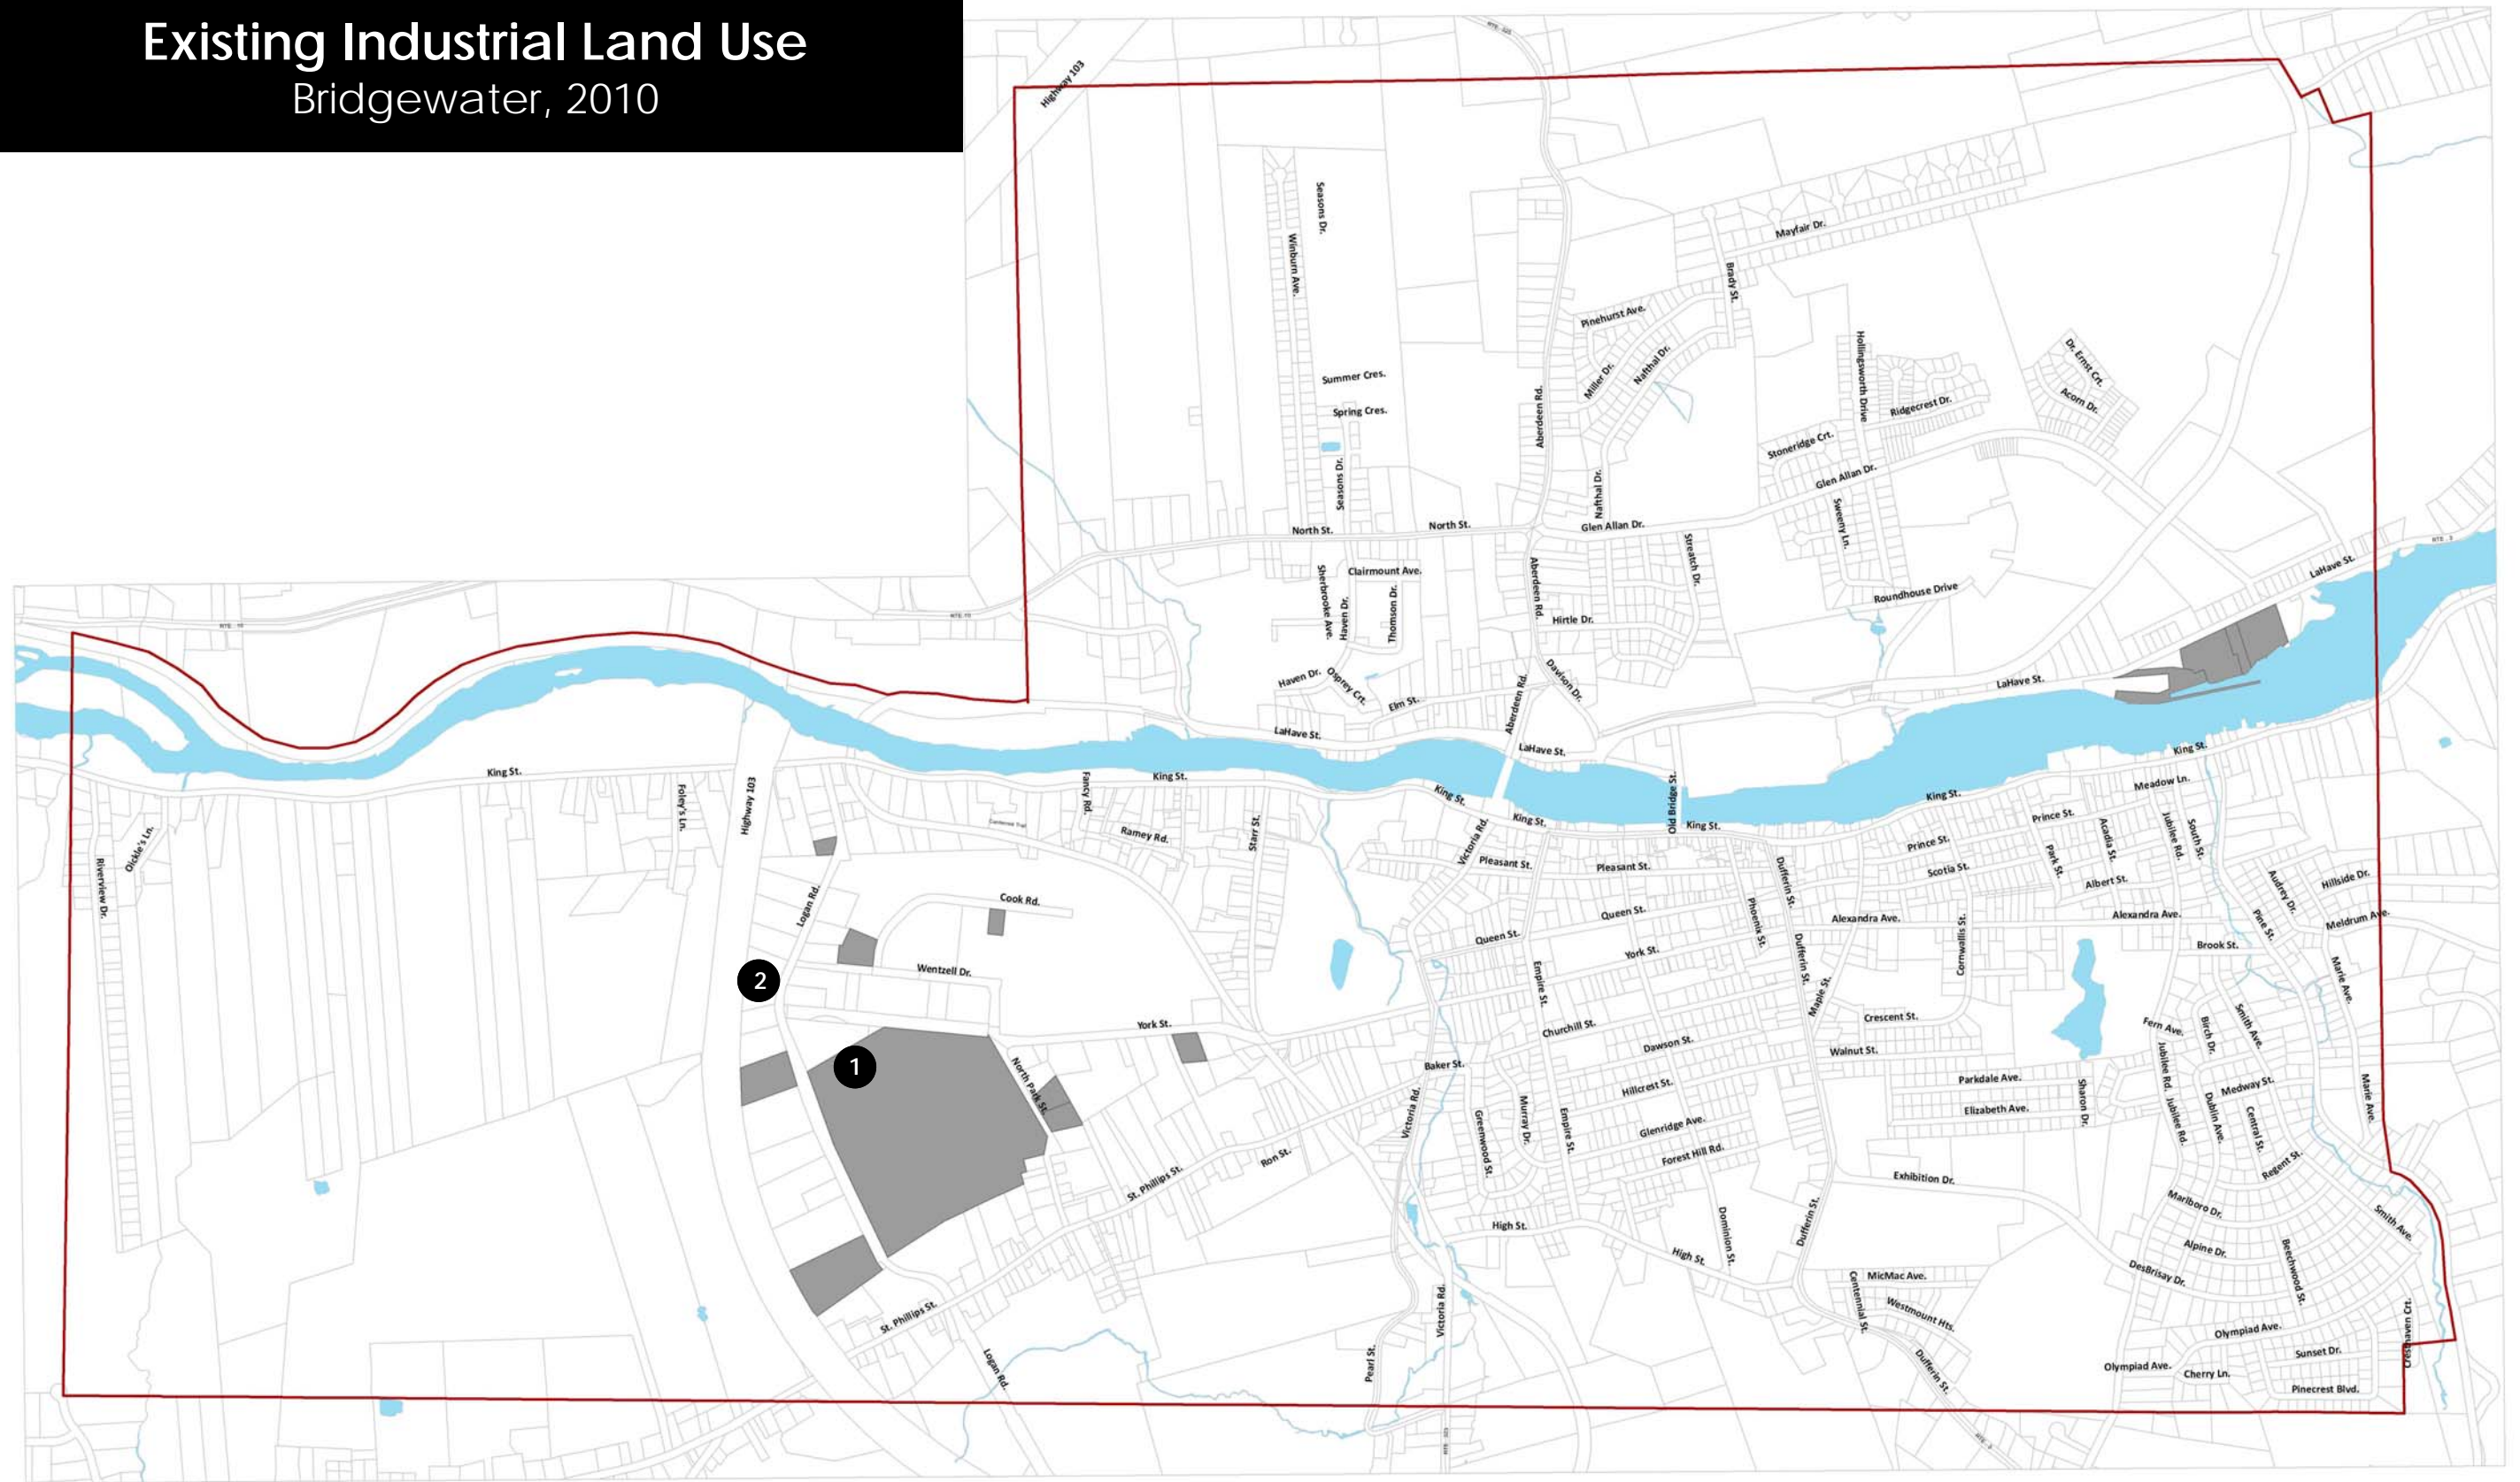 Existing Industrial Land Use
Bridgewater, 2010
Highway 103
RTE. 325
Seasons Dr.
Winburn Ave.
Mayfair Dr.
Brady St.
Pinehurst Ave.
Miller Dr.
Nafthal Dr.
Hollingsworth Drive
Dr. Ernst Crt.
Acorn Dr.
Summer Cres.
Spring Cres.
Aberdeen Rd.
Ridgecrest Dr.
Stoneridge Crt.
Glen Allan Dr.
Seasons Dr.
Nafthal Dr.
Sweeny Ln.
North St.
North St.
Glen Allan Dr.
Streatch Dr.
RTE. 3
LaHave St.
Sherbrooke Ave.
Clairmount Ave.
Haven Dr.
Thomson Dr.
Aberdeen Rd.
Hirtle Dr.
Roundhouse Drive
RTE. 10
RTE. 10
Haven Dr.
Osprey Crt.
Elm St.
Aberdeen Rd.
Davison Dr.
LaHave St.
LaHave St.
LaHave St.
King St.
King St.
Foley's Ln.
Highway 103
Fancy Rd.
King St.
King St.
King St.
Old Bridge St.
King St.
King St.
Meadow Ln.
Oickle's Ln.
Riverview Dr.
Ramey Rd.
Starr St.
Victoria Rd.
Pleasant St.
Pleasant St.
Dufferin St.
Prince St.
Prince St.
Scotia St.
Park St.
Acadia St.
Jubilee Rd.
South St.
Albert St.
Audrey Dr.
Hillside Dr.
Logan Rd.
Cook Rd.
Queen St.
Queen St.
Phoenix St.
Alexandra Ave.
Alexandra Ave.
Cornwallis St.
Pine St.
Meldrum Ave.
Brook St.
Wentzell Dr.
2
York St.
Empire St.
York St.
Dufferin St.
Maple St.
Marie Ave.
Churchill St.
Crescent St.
Fern Ave.
Birch Dr.
Smith Ave.
1
North Park St.
Baker St.
Dawson St.
Walnut St.
Jubilee Rd.
Hillcrest St.
Parkdale Ave.
Sharon Dr.
Medway St.
Marie Ave.
Victoria Rd.
Greenwood St.
Murray Dr.
Empire St.
Glenridge Ave.
Elizabeth Ave.
Jubilee Rd.
Dublin Ave.
Central St.
Forest Hill Rd.
Regent St.
St. Phillips St.
Ron St.
Exhibition Dr.
Marlboro Dr.
Smith Ave.
High St.
High St.
Dominion St.
Dufferin St.
Alpine Dr.
DesBrisay Dr.
Beechwood St.
St. Phillips St.
Logan Rd.
Pearl St.
Victoria Rd.
MicMac Ave.
Centennial St.
Westmount Hts.
Dufferin St.
Olympiad Ave.
Olympiad Ave.
Sunset Dr.
Cherry Ln.
Pinecrest Blvd.
Cresthaven Crt.
RTE. 3